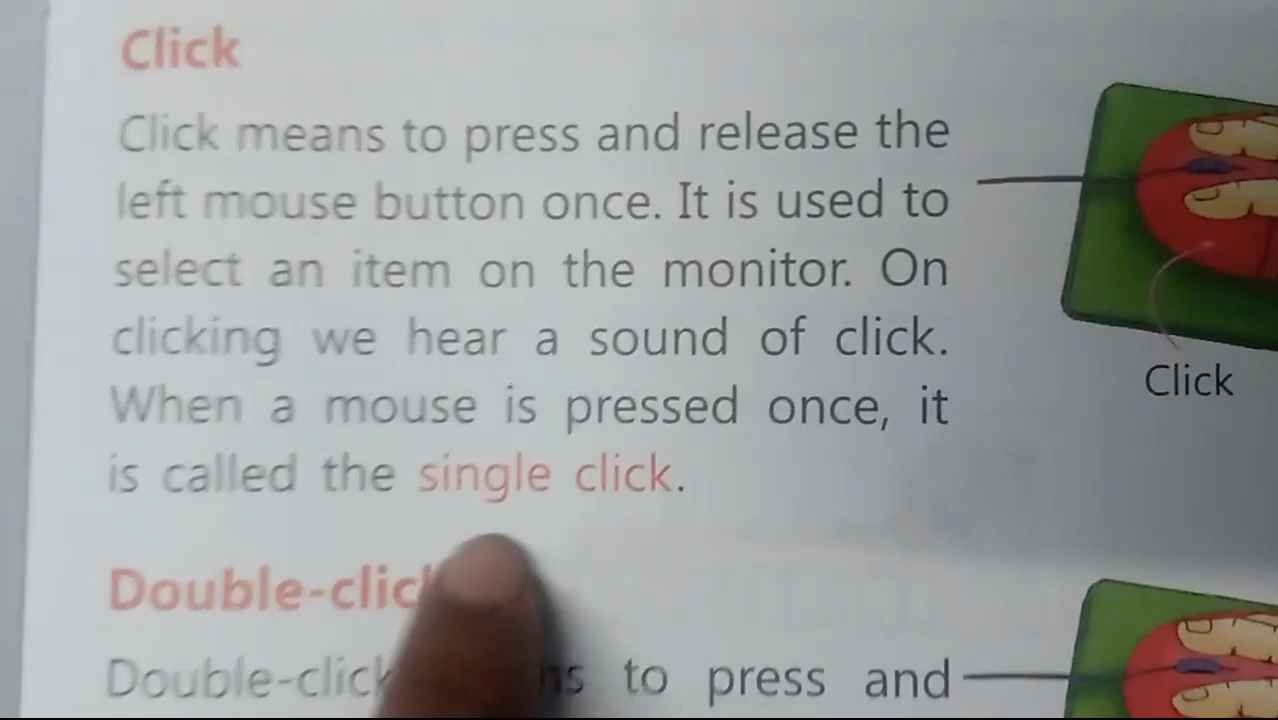 Click
Click means to press and release the
left mouse button once. It is used to
select an item on the monitor. On
clicking we hear a sound of click.
When a mouse is pressed once, it
is called the single click.
Click
Double-click
to press and